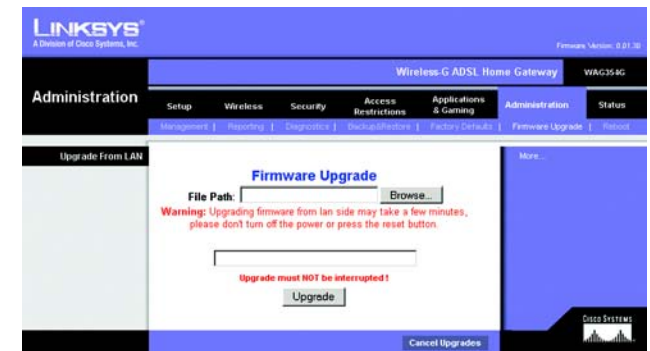 LINKSYS®
A Division of Cisco Systems, Inc.
Firmware Version: 0.01.30
Wireless-G ADSL Home Gateway WAG354G
Administration
Setup Wireless Security Access Restrictions Applications & Gaming Administration Status
Management | Reporting | Diagnostics | Backup&Restore | Factory Defaults | Firmware Upgrade | Reboot
Upgrade From LAN
More...
Firmware Upgrade
File Path: Browse...
Warning: Upgrading firmware from lan side may take a few minutes,
please don't turn off the power or press the reset button.
Upgrade must NOT be interrupted !
Upgrade
Cancel Upgrades
CISCO SYSTEMS